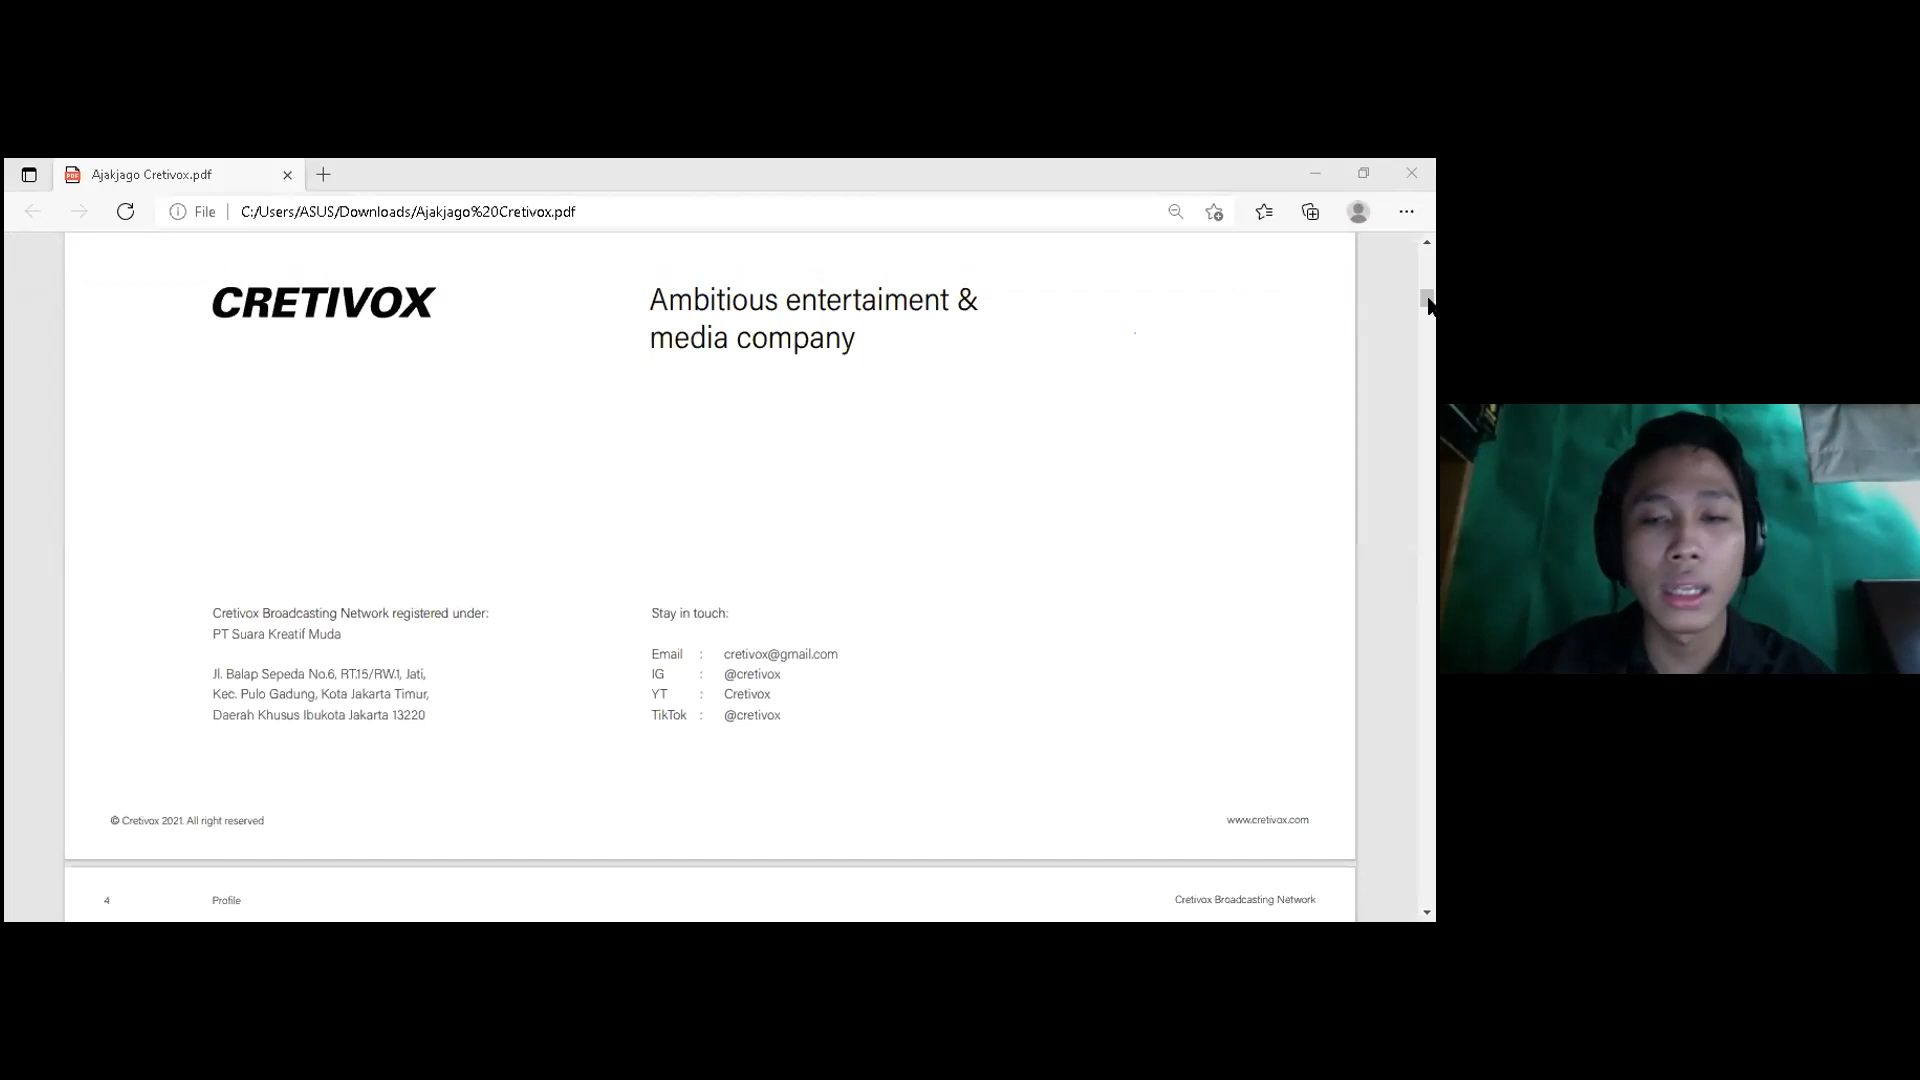 Ajakjago Cretivox.pdf
File
C:/Users/ASUS/Downloads/Ajakjago%20Cretivox.pdf
CRETIVOX
Ambitious entertaiment &
media company
Cretivox Broadcasting Network registered under:
PT Suara Kreatif Muda
Jl. Balap Sepeda No.6, RT.15/RW.1, Jati,
Kec. Pulo Gadung, Kota Jakarta Timur,
Daerah Khusus Ibukota Jakarta 13220
Stay in touch:
Email : cretivox@gmail.com
IG : @cretivox
YT : Cretivox
TikTok : @cretivox
© Cretivox 2021. All right reserved
www.cretivox.com
4
Profile
Cretivox Broadcasting Network